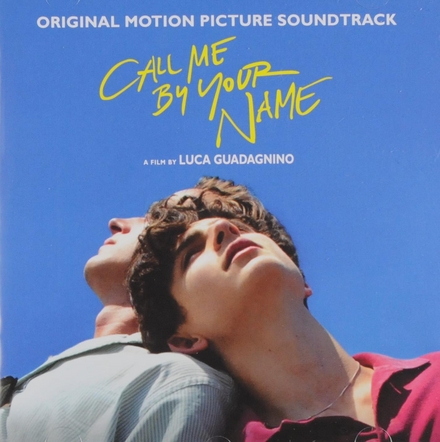 ORIGINAL MOTION PICTURE SOUNDTRACK
CALL ME
BY YOUR
NAME
A FILM BY LUCA GUADAGNINO